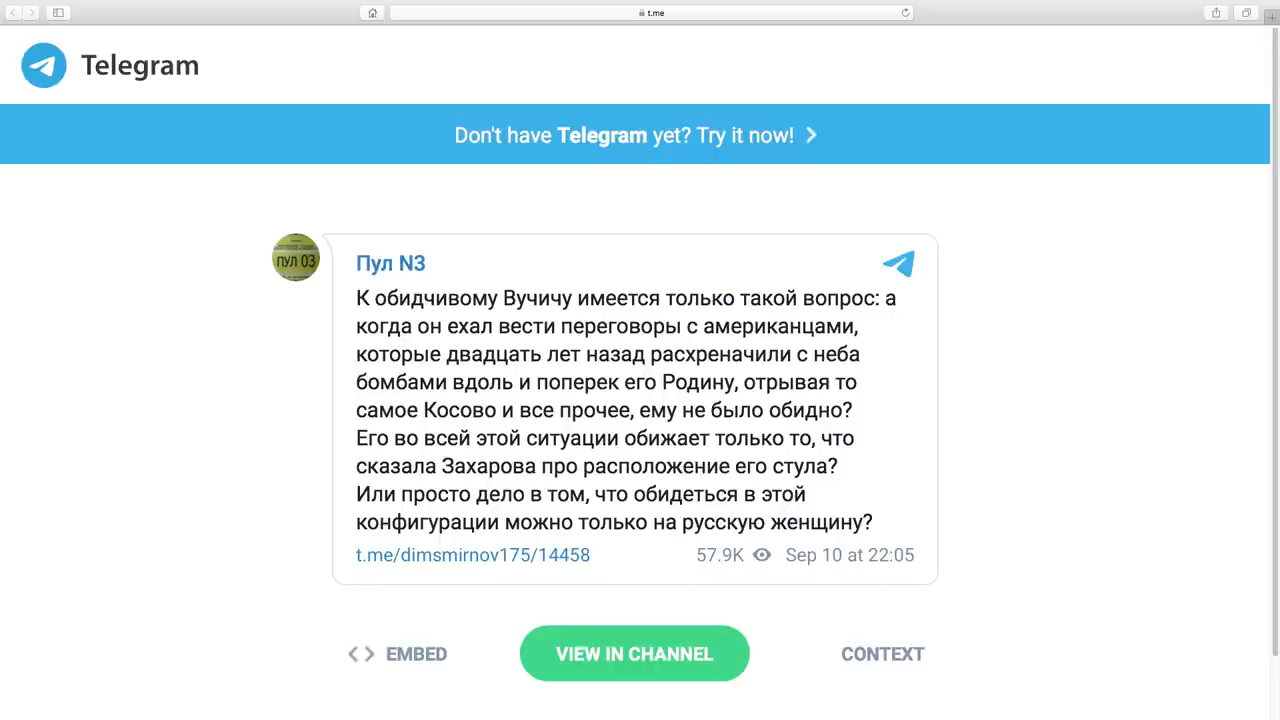 t.me
Telegram
Don't have Telegram yet? Try it now!
ПУЛ 03
Пул N3
К обидчивому Вучичу имеется только такой вопрос: а
когда он ехал вести переговоры с американцами,
которые двадцать лет назад расхреначили с неба
бомбами вдоль и поперек его Родину, отрывая то
самое Косово и все прочее, ему не было обидно?
Его во всей этой ситуации обижает только то, что
сказала Захарова про расположение его стула?
Или просто дело в том, что обидеться в этой
конфигурации можно только на русскую женщину?
t.me/dimsmirnov175/14458 57.9K Sep 10 at 22:05
EMBED VIEW IN CHANNEL CONTEXT